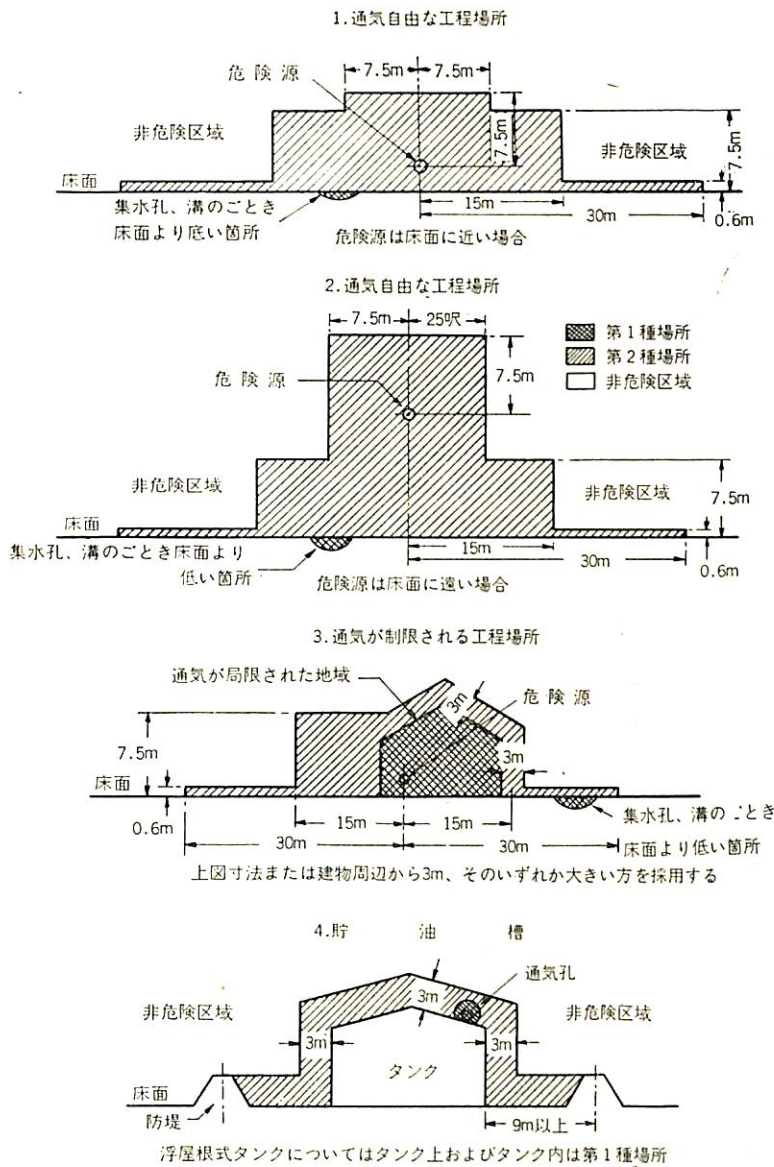 1.通気自由な工程場所
7.5m 7.5m
危険源
7.5m
非危険区域
非危険区域
7.5m
床面
集水孔、溝のごとき
床面より底い箇所
15m
30m
0.6m
危険源は床面に近い場合
2.通気自由な工程場所
7.5m 25呎
第1種場所
第2種場所
非危険区域
危険源
7.5m
非危険区域
非危険区域
7.5m
床面
集水孔、溝のごとき床面より
低い箇所
15m
30m
0.6m
危険源は床面に遠い場合
3.通気が制限される工程場所
通気が局限された地域
危険源
3m
7.5m
3m
床面
0.6m
15m 15m
30m 30m
集水孔、溝のごとき
床面より低い箇所
上図寸法または建物周辺から3m、そのいずれか大きい方を採用する
4.貯油槽
通気孔
3m
非危険区域
非危険区域
3m 3m
タンク
床面
防堤
9m以上
浮屋根式タンクについてはタンク上およびタンク内は第1種場所